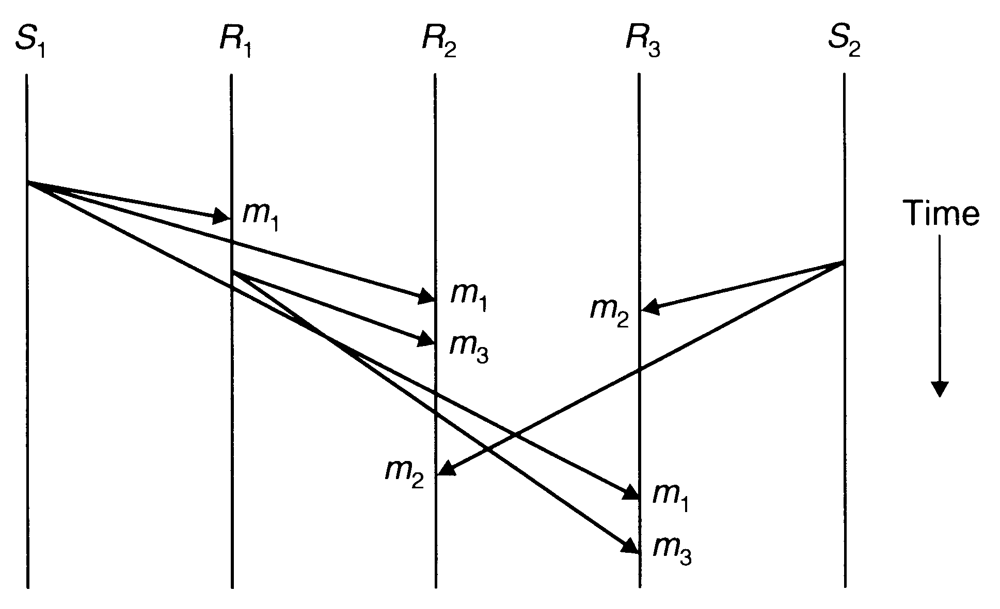 S₁ R₁ R₂ R₃ S₂
m₁
Time
m₁
m₂
m₃
m₂
m₁
m₃